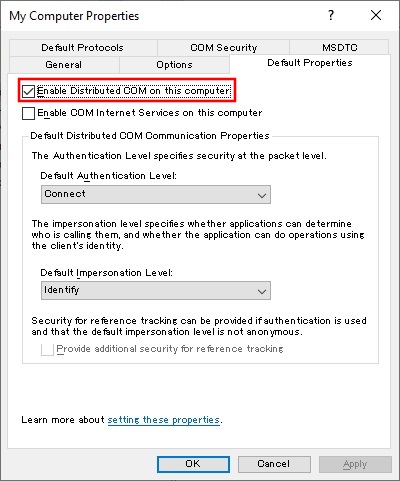 My Computer Properties
Default Protocols COM Security MSDTC
General Options Default Properties
Enable Distributed COM on this computer
Enable COM Internet Services on this computer
Default Distributed COM Communication Properties
The Authentication Level specifies security at the packet level.
Default Authentication Level:
Connect
The impersonation level specifies whether applications can determine
who is calling them, and whether the application can do operations using
the client's identity.
Default Impersonation Level:
Identify
Security for reference tracking can be provided if authentication is used
and that the default impersonation level is not anonymous.
Provide additional security for reference tracking
Learn more about setting these properties.
OK Cancel Apply